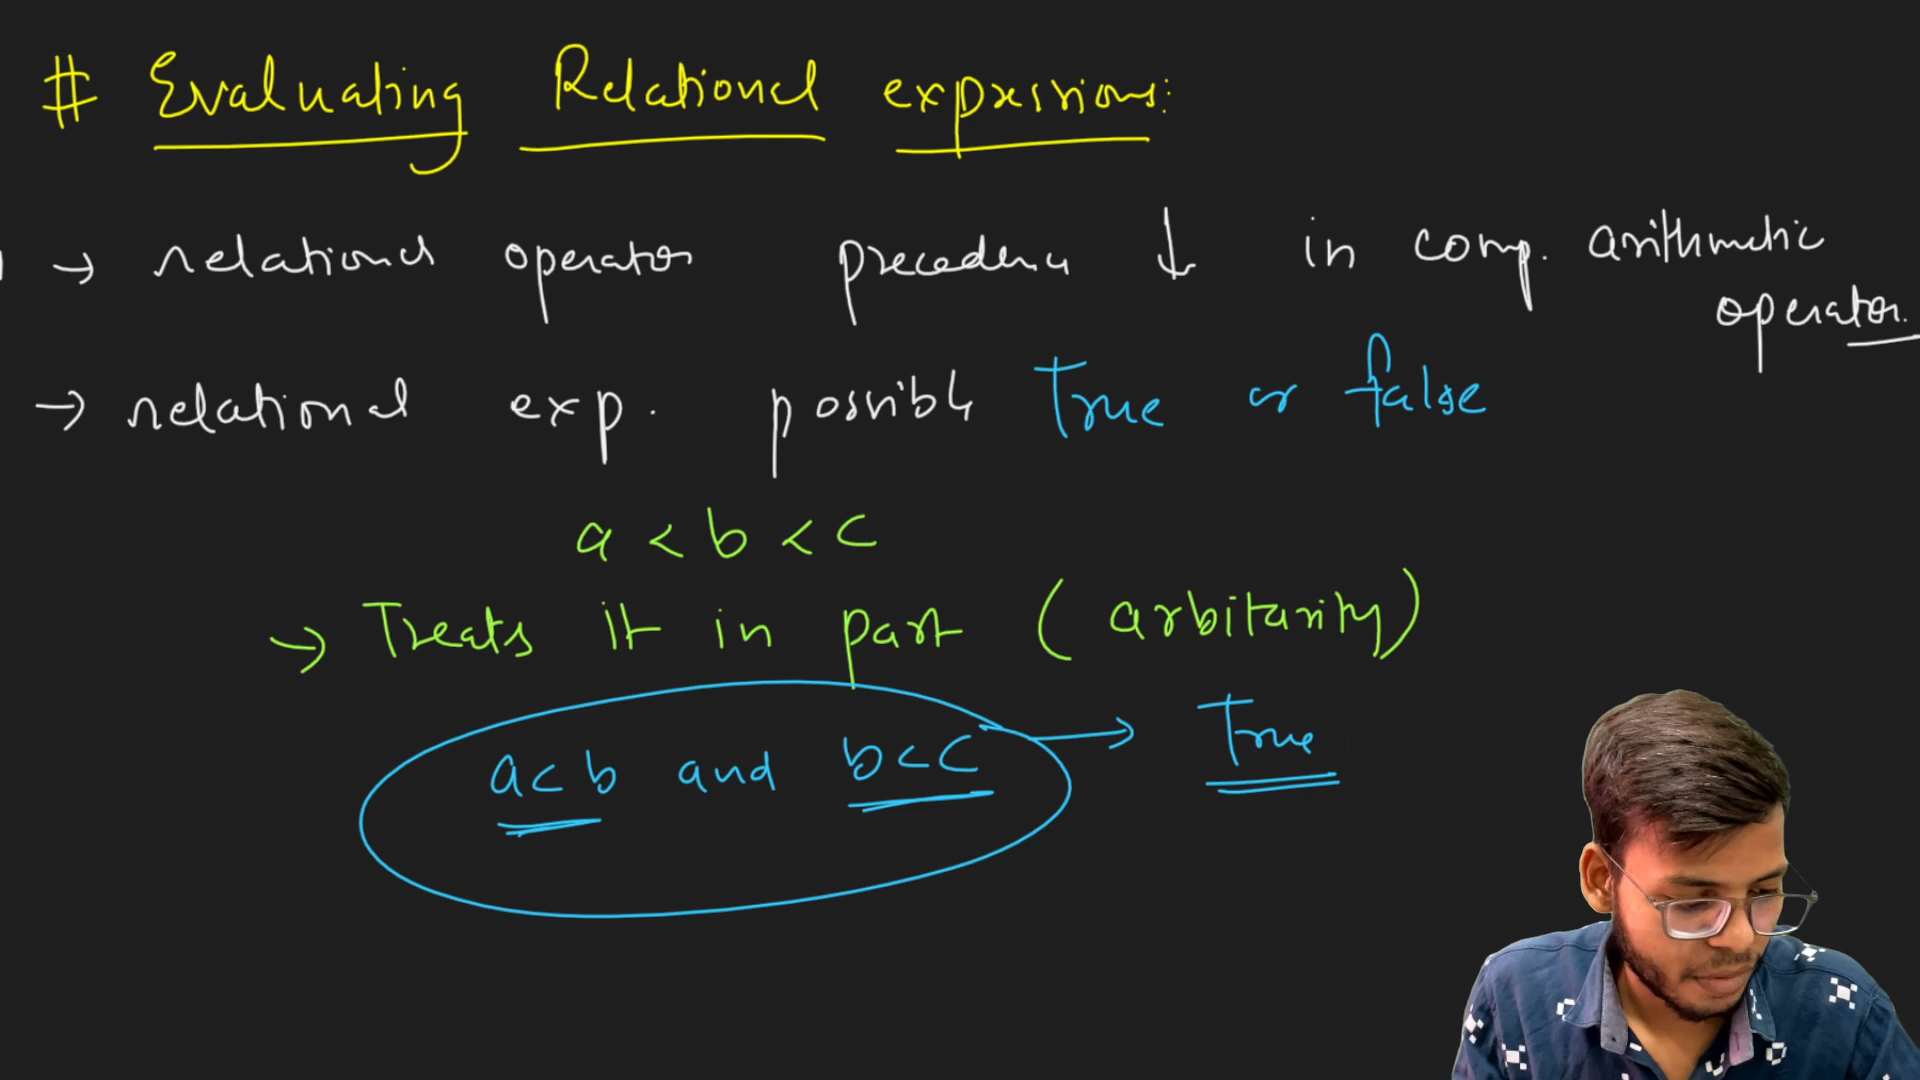 # Evaluating Relational expressions:
→ relational operator precedence ↓ in comp. arithmetic
operator.
→ relational exp. possible True or false
a < b < c
→ Treats it in part (arbitarity)
a<b and b<c → True